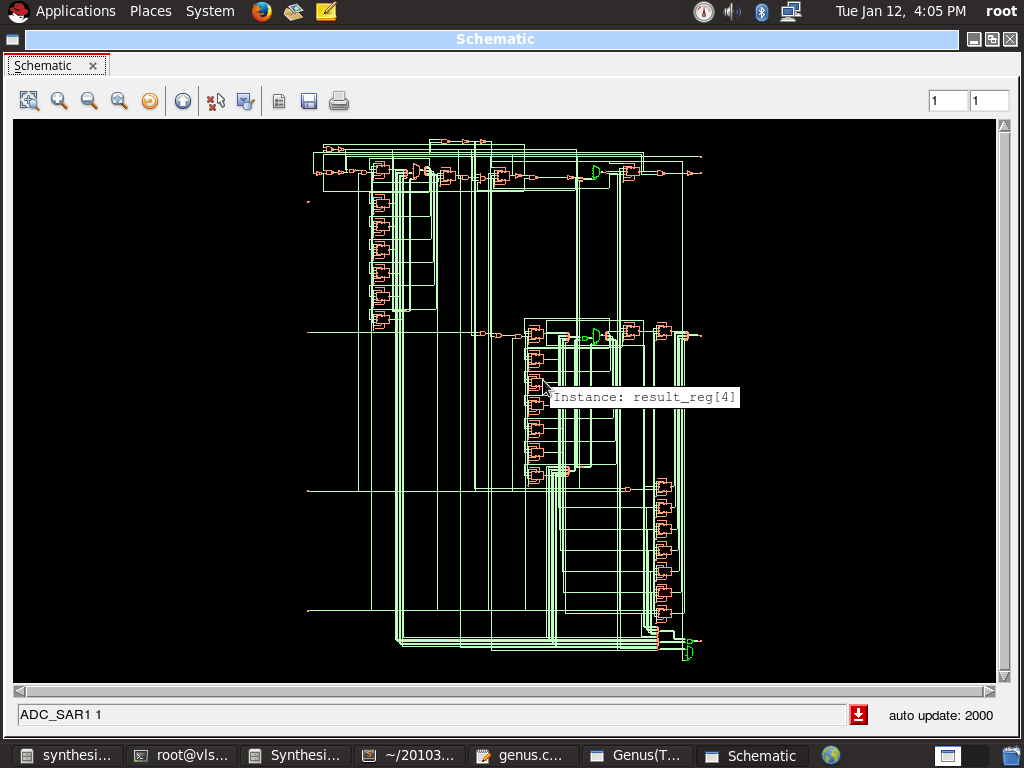 Applications Places System Tue Jan 12, 4:05 PM root
Schematic
Schematic
1 1
Instance: result_reg[4]
ADC_SAR1 1 auto update: 2000
synthesi... root@vls... Synthesi... ~/20103... genus.c... Genus(T... Schematic